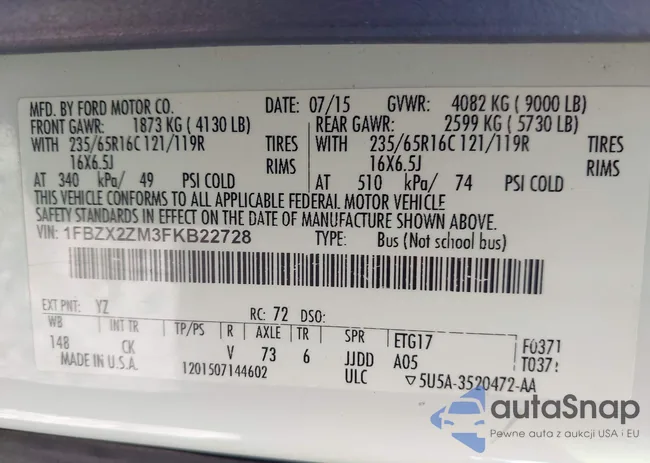 MFD. BY FORD MOTOR CO. DATE: 07/15 GVWR: 4082 KG ( 9000 LB)
FRONT GAWR: 1873 KG ( 4130 LB) REAR GAWR: 2599 KG ( 5730 LB)
WITH 235/65R16C 121/119R TIRES WITH 235/65R16C 121/119R TIRES
16X6.5J RIMS 16X6.5J RIMS
AT 340 kPa/ 49 PSI COLD AT 510 kPa/ 74 PSI COLD
THIS VEHICLE CONFORMS TO ALL APPLICABLE FEDERAL MOTOR VEHICLE
SAFETY STANDARDS IN EFFECT ON THE DATE OF MANUFACTURE SHOWN ABOVE.
VIN: 1FBZX2ZM3FKB22728 TYPE: Bus (Not school bus)
EXT PNT: YZ RC: 72 DSO:
WB INT TR TP/PS R AXLE TR SPR ETG17 F0371
148 CK V 73 6 JJDD A05 T0371
MADE IN U.S.A. 1201507144602 ULC ▽5U5A-3520472-AA
autaSnap
Pewne auta z aukcji USA i EU